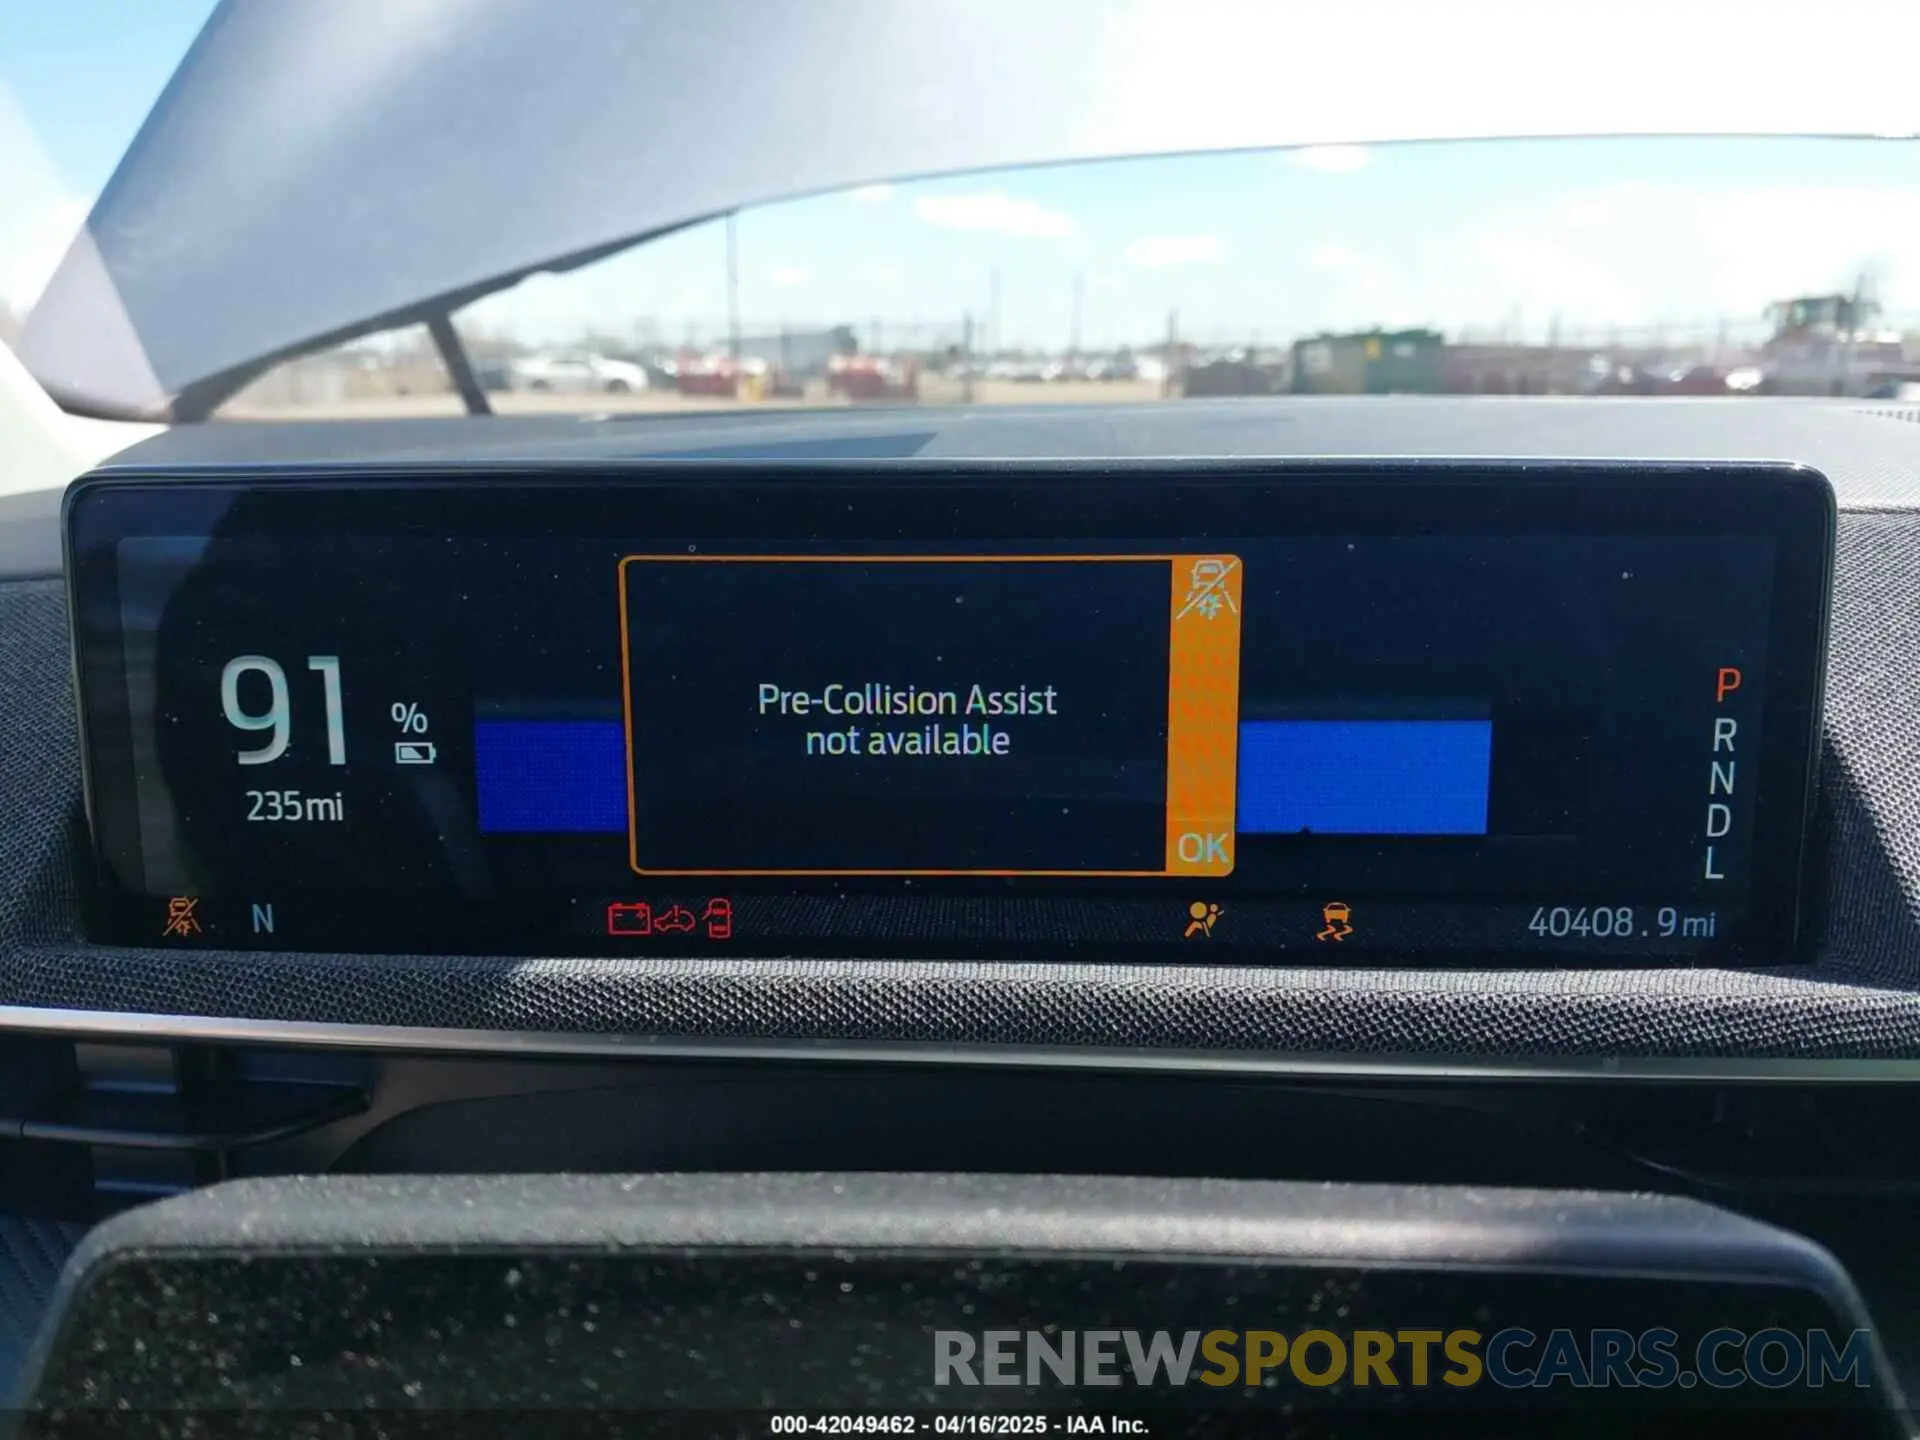 Pre-Collision Assist
not available
OK
91 %
235mi
P
R
N
D
L
N
40408.9mi
RENEWSPORTSCARS.COM
000-42049462 - 04/16/2025 - IAA Inc.